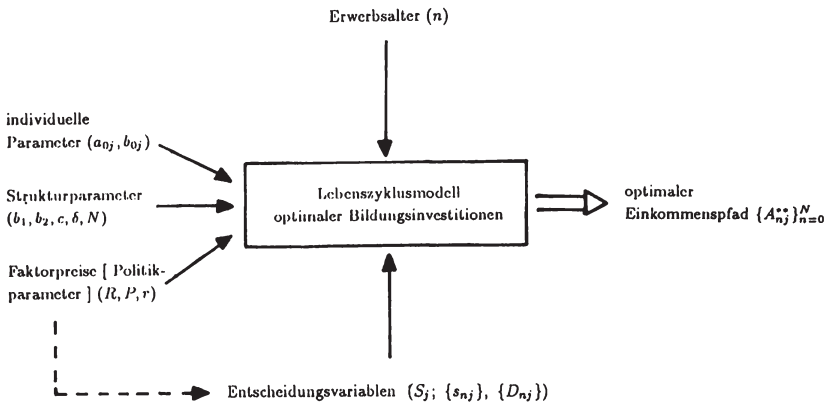 Erwerbsalter (n)
individuelle
Parameter (a₀ⱼ, b₀ⱼ)
Strukturparameter
(b₁, b₂, c, δ, N)
Faktorpreise [ Politik-
parameter ] (R, P, r)
Lebenszyklusmodell
optimaler Bildungsinvestitionen
optimaler
Einkommenspfad {A**ₙⱼ}ᴺₙ₌₀
Entscheidungsvariablen (Sⱼ; {sₙⱼ}, {Dₙⱼ})